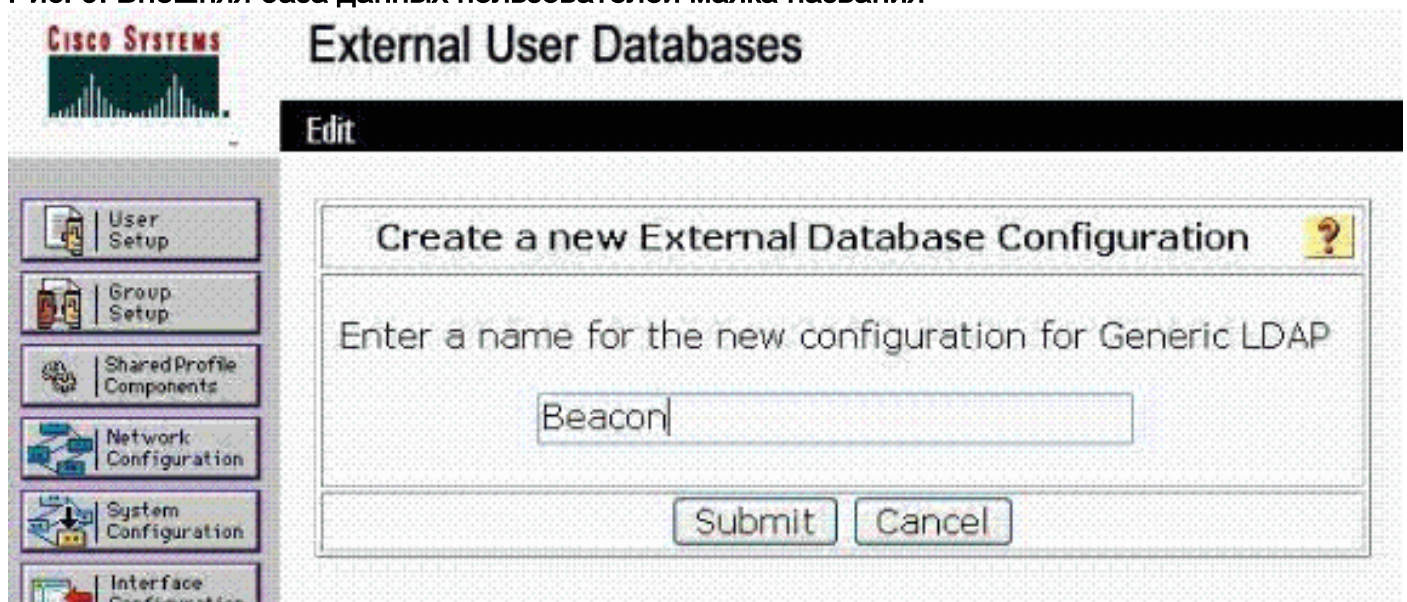 Cisco Systems
External User Databases
Edit
User
Setup
Group
Setup
Shared Profile
Components
Network
Configuration
System
Configuration
Interface
Create a new External Database Configuration
?
Enter a name for the new configuration for Generic LDAP
Beacon
Submit Cancel